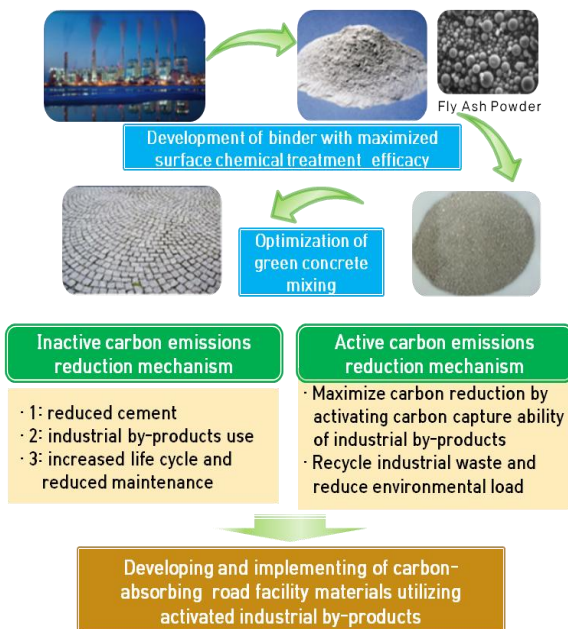 Fly Ash Powder
Development of binder with maximized
surface chemical treatment efficacy
Optimization of
green concrete
mixing
Inactive carbon emissions
reduction mechanism
· 1: reduced cement
· 2: industrial by-products use
· 3: increased life cycle and
reduced maintenance
Active carbon emissions
reduction mechanism
· Maximize carbon reduction by
activating carbon capture ability
of industrial by-products
· Recycle industrial waste and
reduce environmental load
Developing and implementing of carbon-
absorbing road facility materials utilizing
activated industrial by-products